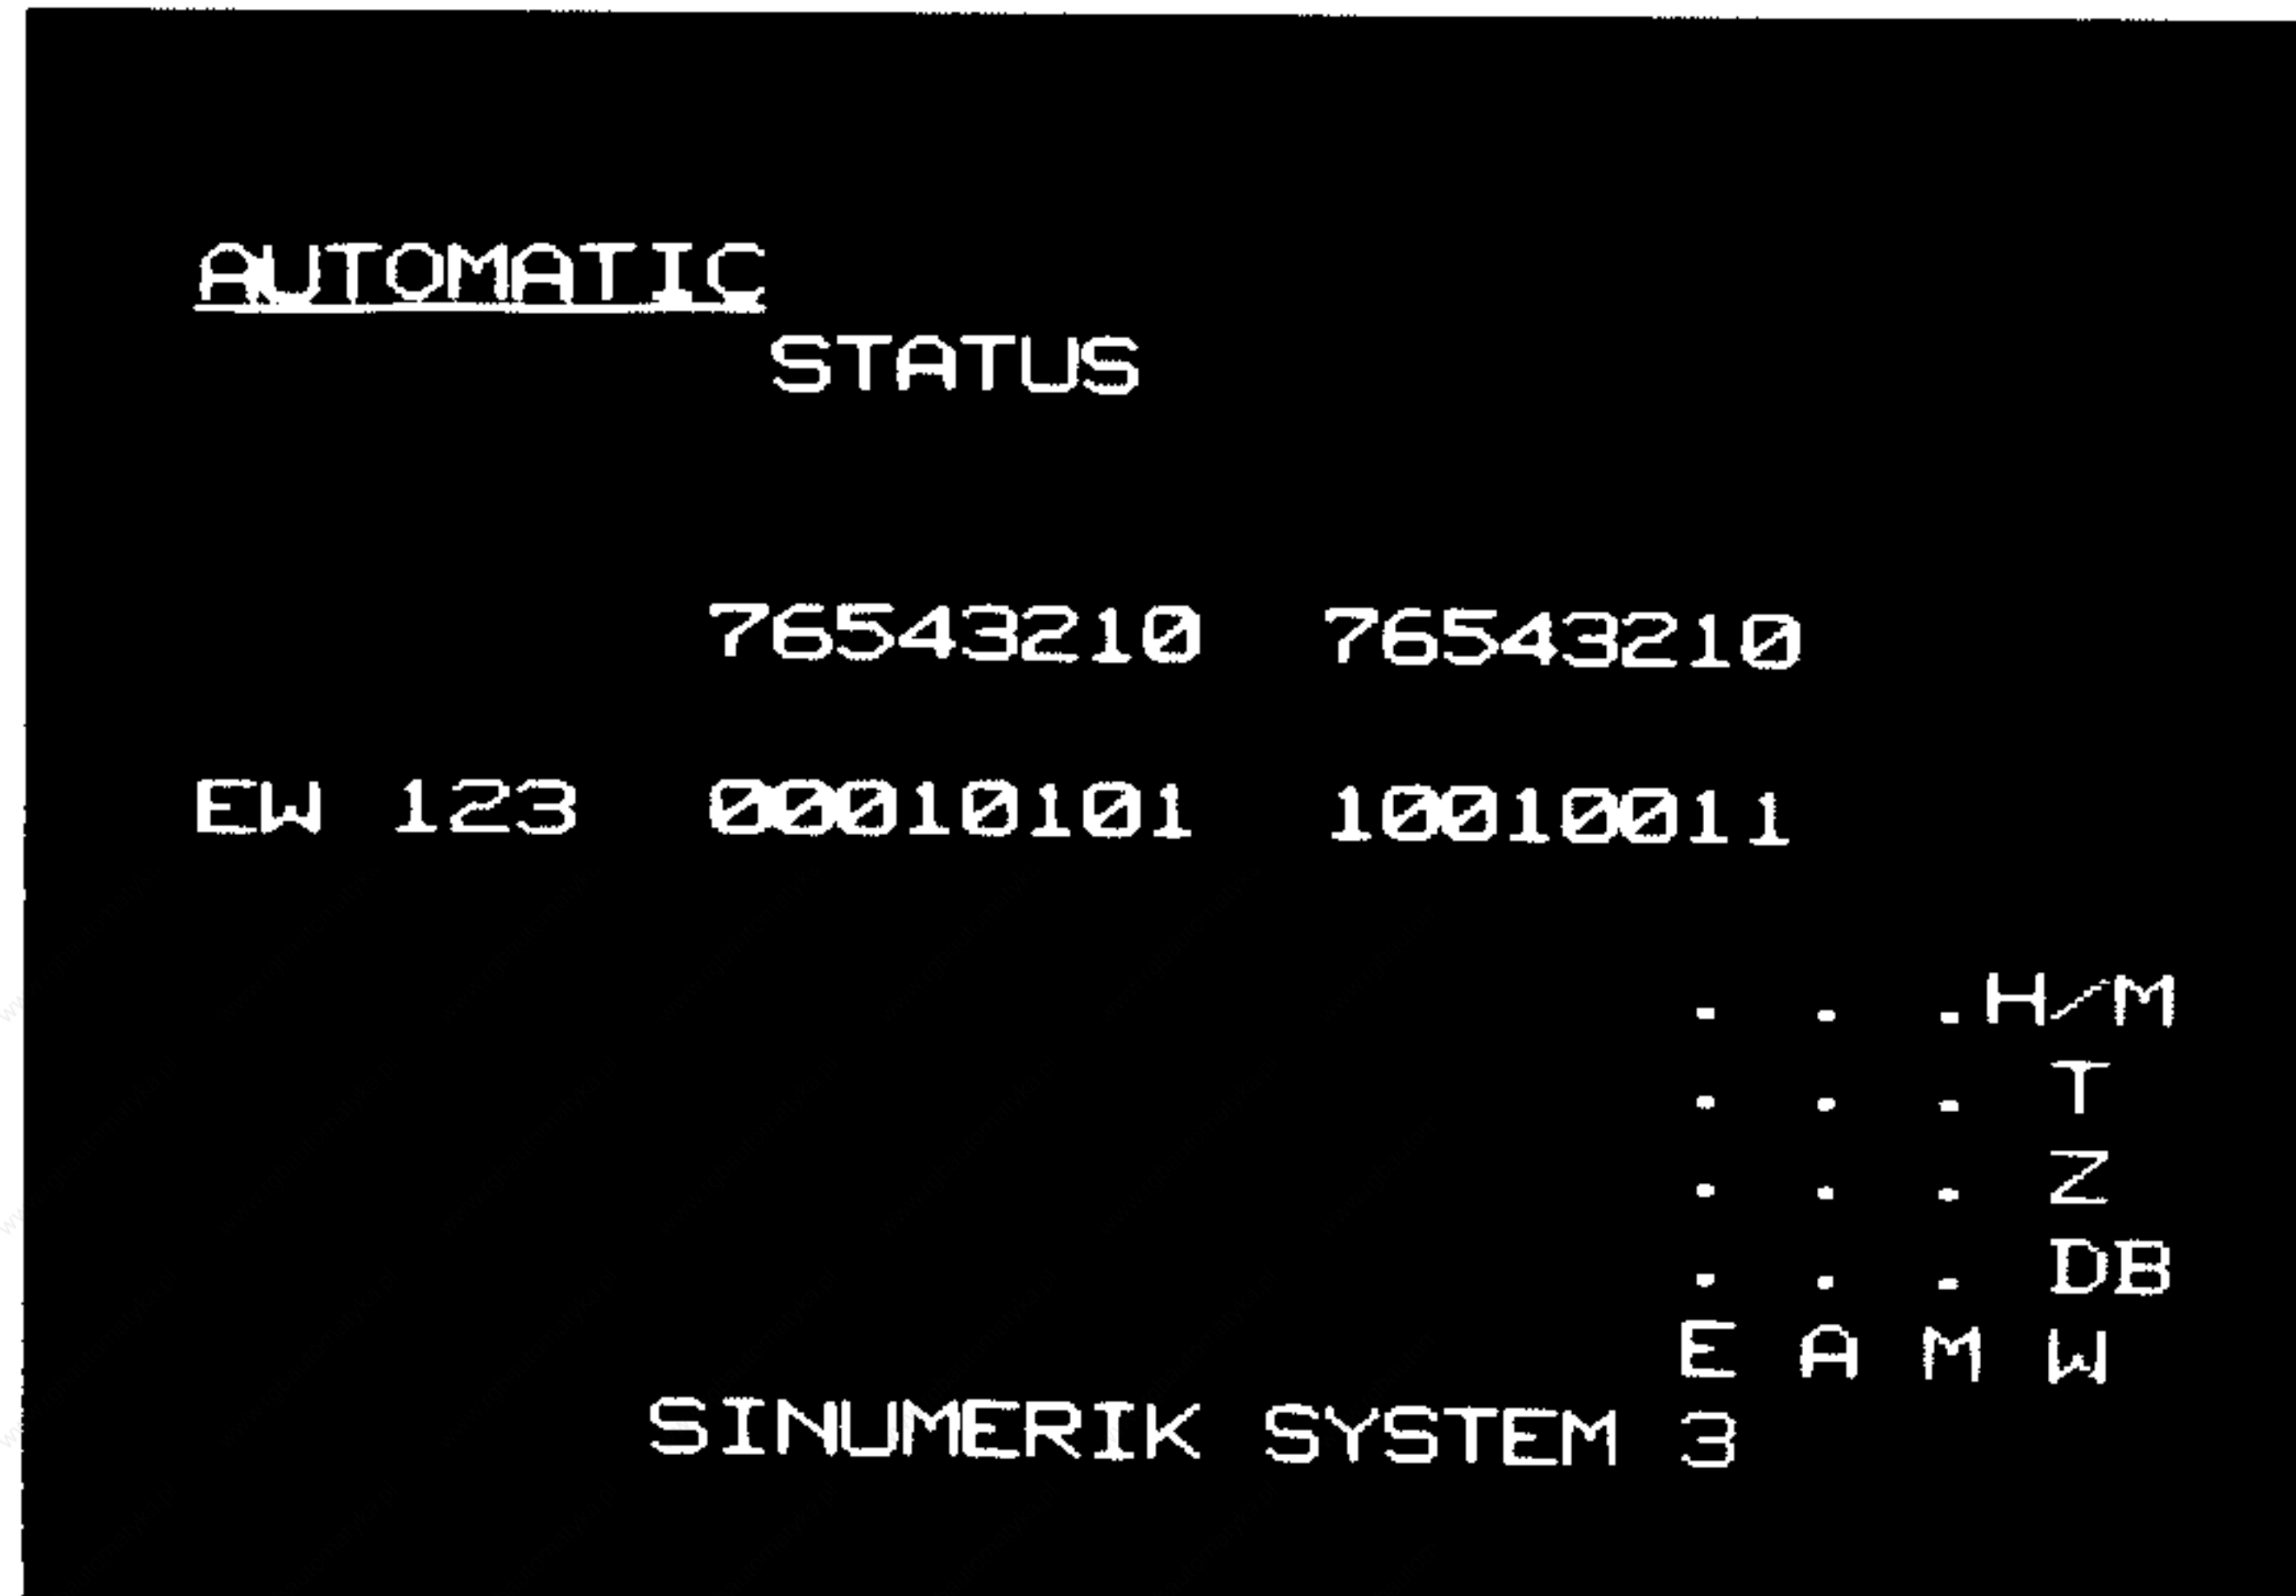 AUTOMATIC
STATUS
76543210 76543210
EW 123 00010101 10010011
. . . H/M
. . . T
. . . Z
. . . DB
E A M W
SINUMERIK SYSTEM 3